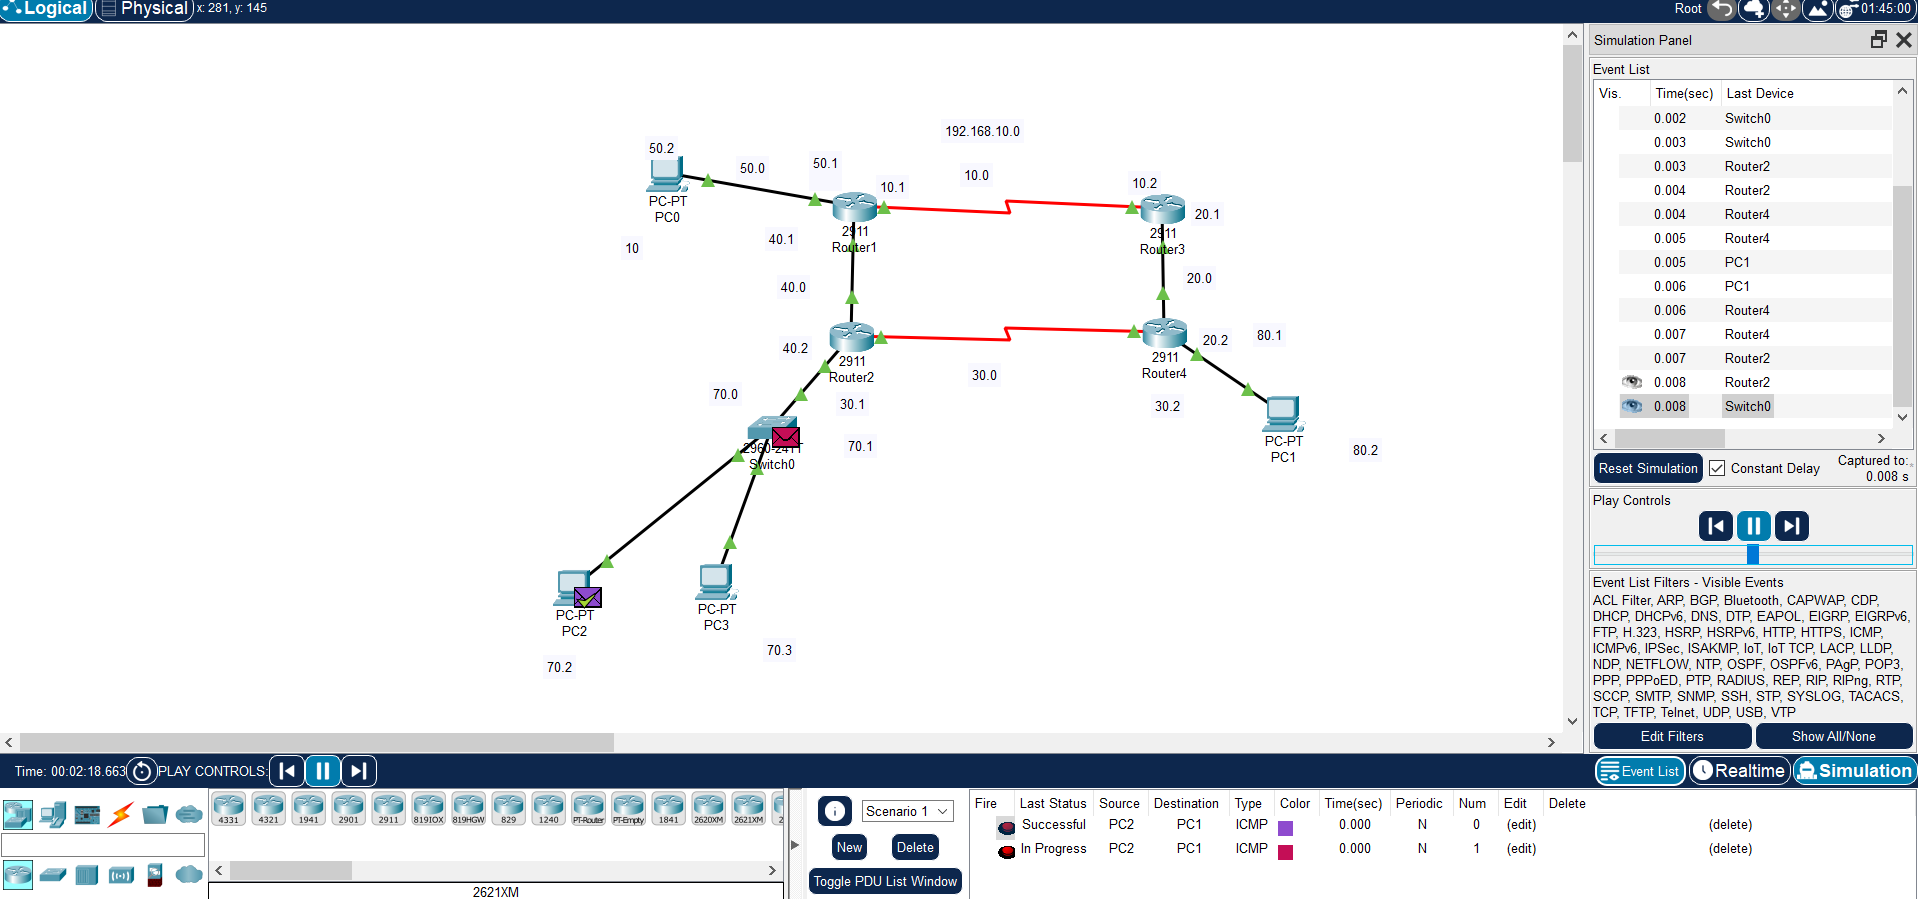 Logical
Physical
x: 281, y: 145
Root
01:45:00
192.168.10.0
50.2
50.0
50.1
10.1
10.0
10.2
PC-PT
PC0
2911
Router1
2911
Router3
20.1
10
40.1
40.0
20.0
40.2
2911
Router2
30.0
2911
Router4
20.2
80.1
70.0
30.1
30.2
PC-PT
PC1
80.2
2960-24TT
Switch0
70.1
PC-PT
PC2
PC-PT
PC3
70.3
70.2
Simulation Panel
Event List
Vis. Time(sec) Last Device
0.002 Switch0
0.003 Switch0
0.003 Router2
0.004 Router2
0.004 Router4
0.005 Router4
0.005 PC1
0.006 PC1
0.006 Router4
0.007 Router4
0.007 Router2
0.008 Router2
0.008 Switch0
Reset Simulation
Constant Delay
Captured to:
0.008 s
Play Controls
Event List Filters - Visible Events
ACL Filter, ARP, BGP, Bluetooth, CAPWAP, CDP,
DHCP, DHCPv6, DNS, DTP, EAPOL, EIGRP, EIGRPv6,
FTP, H.323, HSRP, HSRPv6, HTTP, HTTPS, ICMP,
ICMPv6, IPSec, ISAKMP, IoT, IoT TCP, LACP, LLDP,
NDP, NETFLOW, NTP, OSPF, OSPFv6, PAgP, POP3,
PPP, PPPoED, PTP, RADIUS, REP, RIP, RIPng, RTP,
SCCP, SMTP, SNMP, SSH, STP, SYSLOG, TACACS,
TCP, TFTP, Telnet, UDP, USB, VTP
Edit Filters
Show All/None
Time: 00:02:18.663
PLAY CONTROLS:
Event List
Realtime
Simulation
4331 4321 1941 2901 2911 819IOX 819HGW 829 1240 PT-Router PT-Empty 1841 2620XM 2621XM 2
2621XM
Scenario 1
New
Delete
Toggle PDU List Window
Fire Last Status Source Destination Type Color Time(sec) Periodic Num Edit Delete
Successful PC2 PC1 ICMP 0.000 N 0 (edit) (delete)
In Progress PC2 PC1 ICMP 0.000 N 1 (edit) (delete)